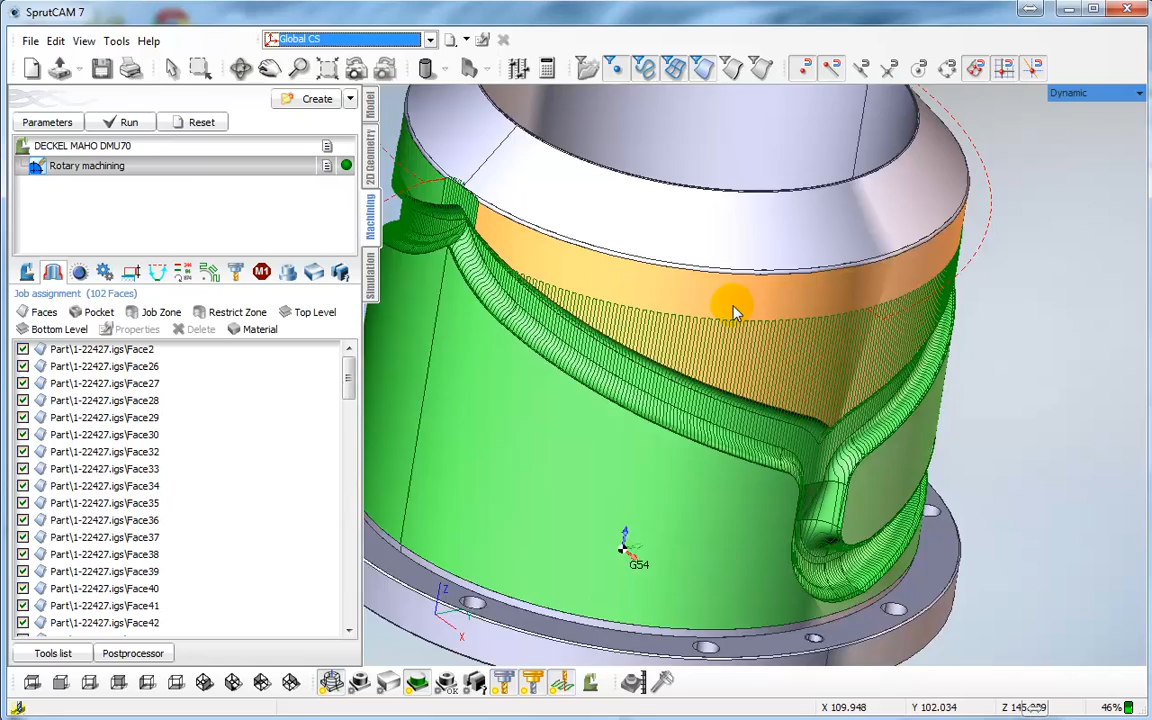 SprutCAM 7
File Edit View Tools Help
Global CS
Create
Parameters Run Reset
DECKEL MAHO DMU70
Rotary machining
Model
2D Geometry
Machining
Simulation
Dynamic
M1
Job assignment (102 Faces)
Faces Pocket Job Zone Restrict Zone Top Level
Bottom Level Properties Delete Material
Part\1-22427.igs\Face2
Part\1-22427.igs\Face26
Part\1-22427.igs\Face27
Part\1-22427.igs\Face28
Part\1-22427.igs\Face29
Part\1-22427.igs\Face30
Part\1-22427.igs\Face32
Part\1-22427.igs\Face33
Part\1-22427.igs\Face34
Part\1-22427.igs\Face35
Part\1-22427.igs\Face36
Part\1-22427.igs\Face37
Part\1-22427.igs\Face38
Part\1-22427.igs\Face39
Part\1-22427.igs\Face40
Part\1-22427.igs\Face41
Part\1-22427.igs\Face42
G54
Z
X
Tools list Postprocessor
OK
X 109.948 Y 102.034 Z 46%